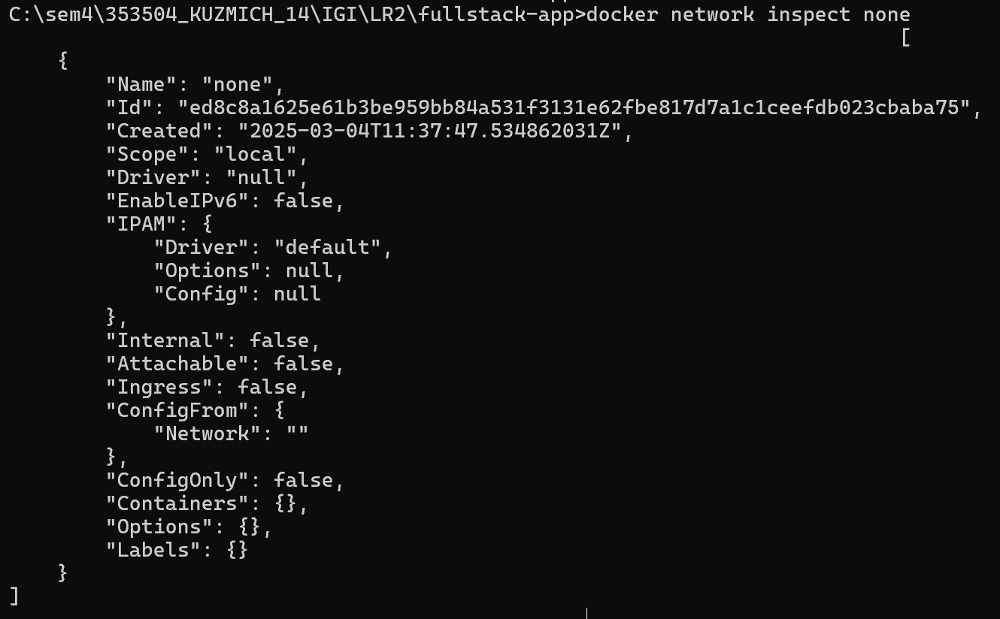 C:\sem4\353504_KUZMICH_14\IGI\LR2\fullstack-app>docker network inspect none
[
    {
        "Name": "none",
        "Id": "ed8c8a1625e61b3be959bb84a531f3131e62fbe817d7a1c1ceefdb023cbaba75",
        "Created": "2025-03-04T11:37:47.534862031Z",
        "Scope": "local",
        "Driver": "null",
        "EnableIPv6": false,
        "IPAM": {
            "Driver": "default",
            "Options": null,
            "Config": null
        },
        "Internal": false,
        "Attachable": false,
        "Ingress": false,
        "ConfigFrom": {
            "Network": ""
        },
        "ConfigOnly": false,
        "Containers": {},
        "Options": {},
        "Labels": {}
    }
]